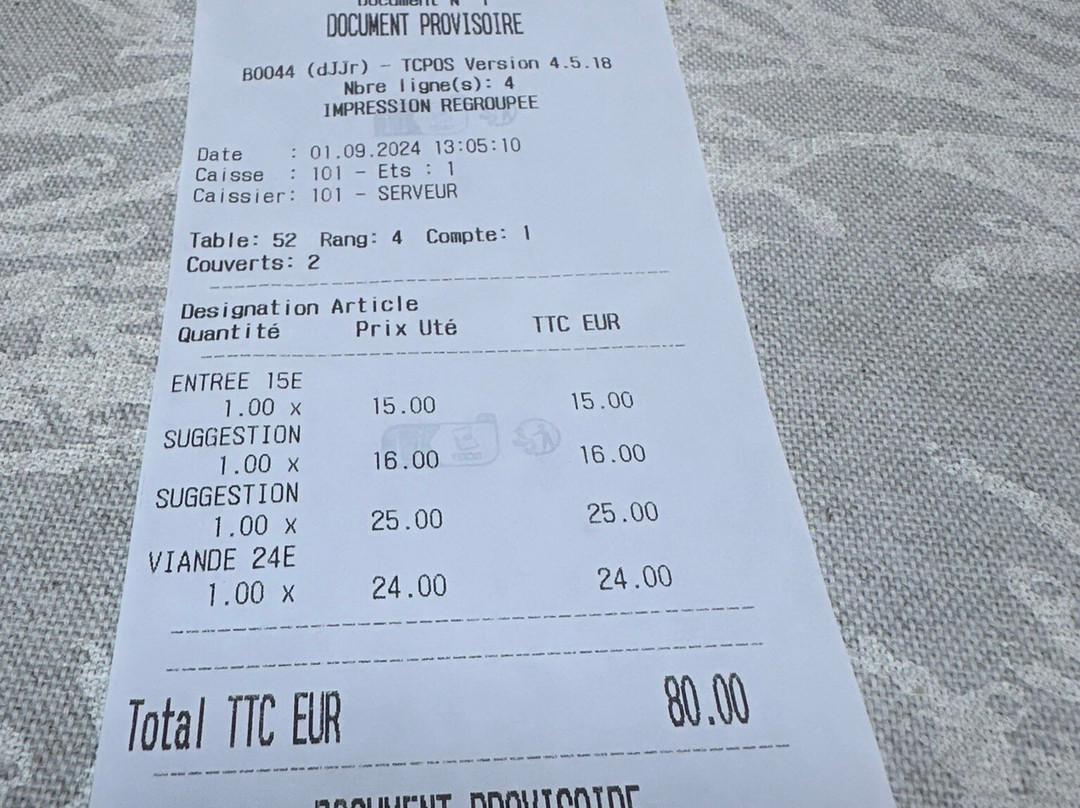 Document N° 1
DOCUMENT PROVISOIRE
B0044 (dJJr) - TCPOS Version 4.5.18
Nbre ligne(s): 4
IMPRESSION REGROUPEE
Date : 01.09.2024 13:05:10
Caisse : 101 - Ets : 1
Caissier: 101 - SERVEUR
Table: 52 Rang: 4 Compte: 1
Couverts: 2
Designation Article
Quantité Prix Uté TTC EUR
ENTREE 15E
1.00 x 15.00 15.00
SUGGESTION
1.00 x 16.00 16.00
SUGGESTION
1.00 x 25.00 25.00
VIANDE 24E
1.00 x 24.00 24.00
Total TTC EUR 80.00
DOCUMENT PROVISOIRE